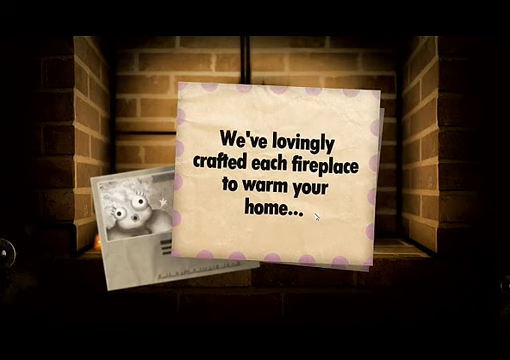 We've lovingly
crafted each fireplace
to warm your
home...